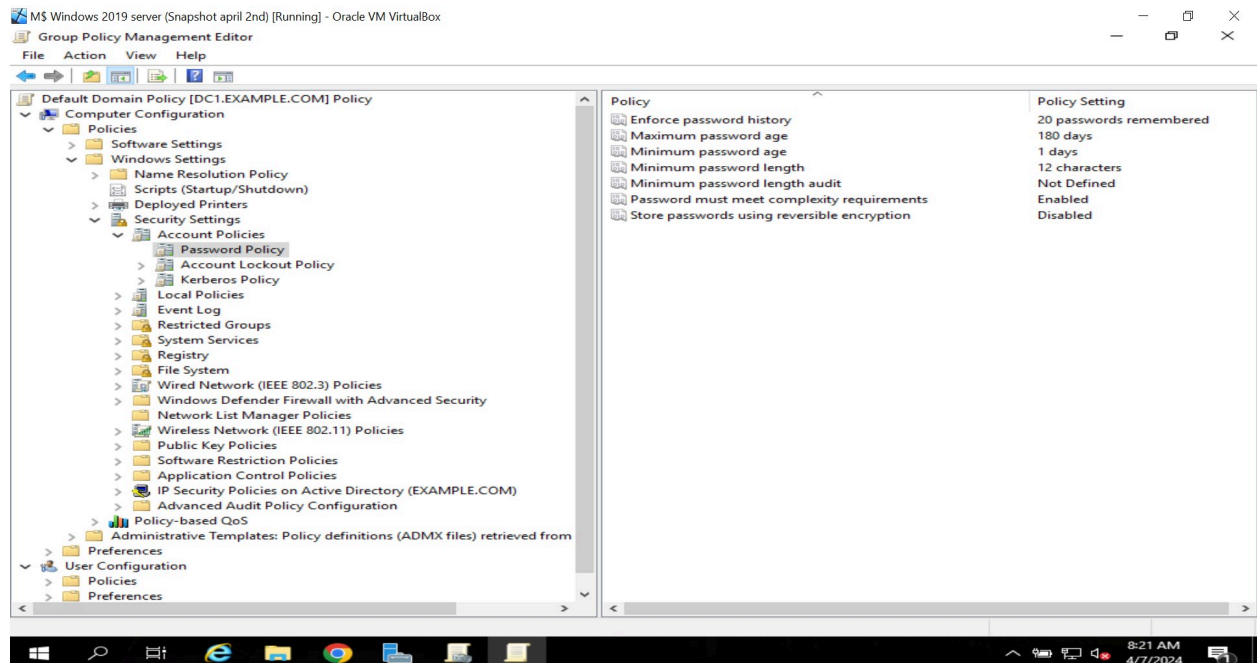 M$ Windows 2019 server (Snapshot april 2nd) [Running] - Oracle VM VirtualBox
Group Policy Management Editor
File Action View Help
Default Domain Policy [DC1.EXAMPLE.COM] Policy
Computer Configuration
Policies
Software Settings
Windows Settings
Name Resolution Policy
Scripts (Startup/Shutdown)
Deployed Printers
Security Settings
Account Policies
Password Policy
Account Lockout Policy
Kerberos Policy
Local Policies
Event Log
Restricted Groups
System Services
Registry
File System
Wired Network (IEEE 802.3) Policies
Windows Defender Firewall with Advanced Security
Network List Manager Policies
Wireless Network (IEEE 802.11) Policies
Public Key Policies
Software Restriction Policies
Application Control Policies
IP Security Policies on Active Directory (EXAMPLE.COM)
Advanced Audit Policy Configuration
Policy-based QoS
Administrative Templates: Policy definitions (ADMX files) retrieved from
Preferences
User Configuration
Policies
Preferences
Policy Policy Setting
Enforce password history 20 passwords remembered
Maximum password age 180 days
Minimum password age 1 days
Minimum password length 12 characters
Minimum password length audit Not Defined
Password must meet complexity requirements Enabled
Store passwords using reversible encryption Disabled
8:21 AM
4/7/2024